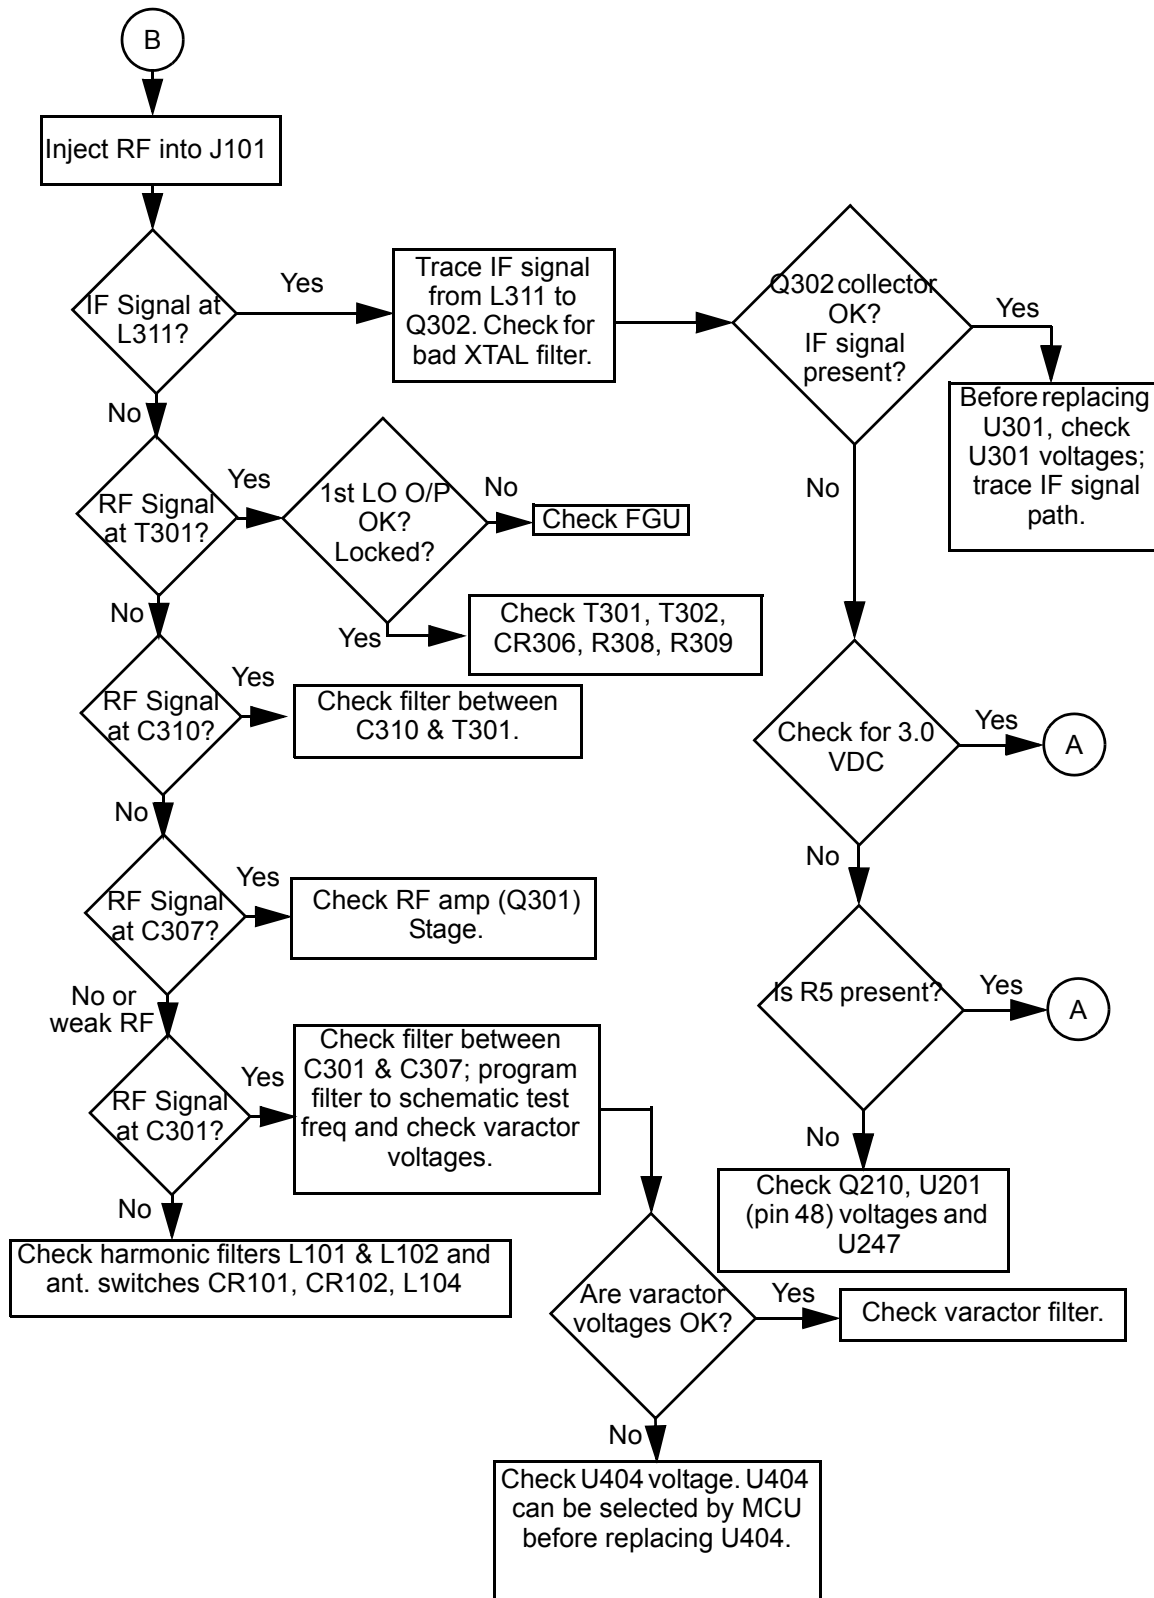 B
Inject RF into J101
IF Signal at
L311?
Yes
Trace IF signal
from L311 to
Q302. Check for
bad XTAL filter.
Q302 collector
OK?
IF signal
present?
Yes
Before replacing
U301, check
U301 voltages;
trace IF signal
path.
No
No
RF Signal
at T301?
Yes
1st LO O/P
OK?
Locked?
No
Check FGU
Yes
Check T301, T302,
CR306, R308, R309
No
RF Signal
at C310?
Yes
Check filter between
C310 & T301.
Check for 3.0
VDC
Yes
A
No
No
RF Signal
at C307?
Yes
Check RF amp (Q301)
Stage.
Is R5 present?
Yes
A
No or
weak RF
RF Signal
at C301?
Yes
Check filter between
C301 & C307; program
filter to schematic test
freq and check varactor
voltages.
No
Check Q210, U201
(pin 48) voltages and
U247
No
Check harmonic filters L101 & L102 and
ant. switches CR101, CR102, L104
Are varactor
voltages OK?
Yes
Check varactor filter.
No
Check U404 voltage. U404
can be selected by MCU
before replacing U404.